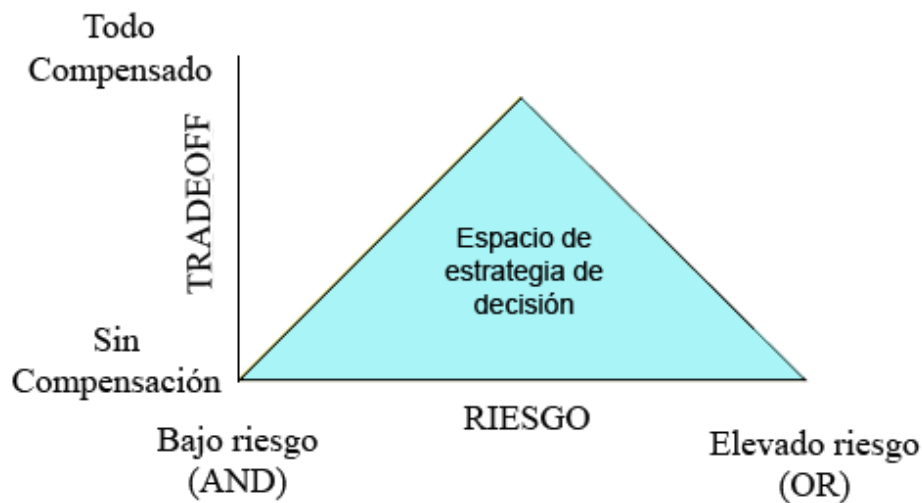 Todo
Compensado
TRADEOFF
Espacio de
estrategia de
decisión
Sin
Compensación
RIESGO
Bajo riesgo
(AND)
Elevado riesgo
(OR)